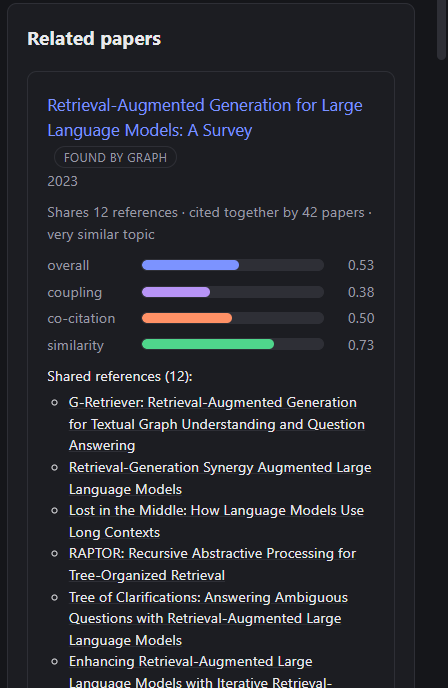 Related papers
Retrieval-Augmented Generation for Large
Language Models: A Survey
FOUND BY GRAPH
2023
Shares 12 references · cited together by 42 papers ·
very similar topic
overall 0.53
coupling 0.38
co-citation 0.50
similarity 0.73
Shared references (12):
G-Retriever: Retrieval-Augmented Generation
for Textual Graph Understanding and Question
Answering
Retrieval-Generation Synergy Augmented Large
Language Models
Lost in the Middle: How Language Models Use
Long Contexts
RAPTOR: Recursive Abstractive Processing for
Tree-Organized Retrieval
Tree of Clarifications: Answering Ambiguous
Questions with Retrieval-Augmented Large
Language Models
Enhancing Retrieval-Augmented Large
Language Models with Iterative Retrieval-